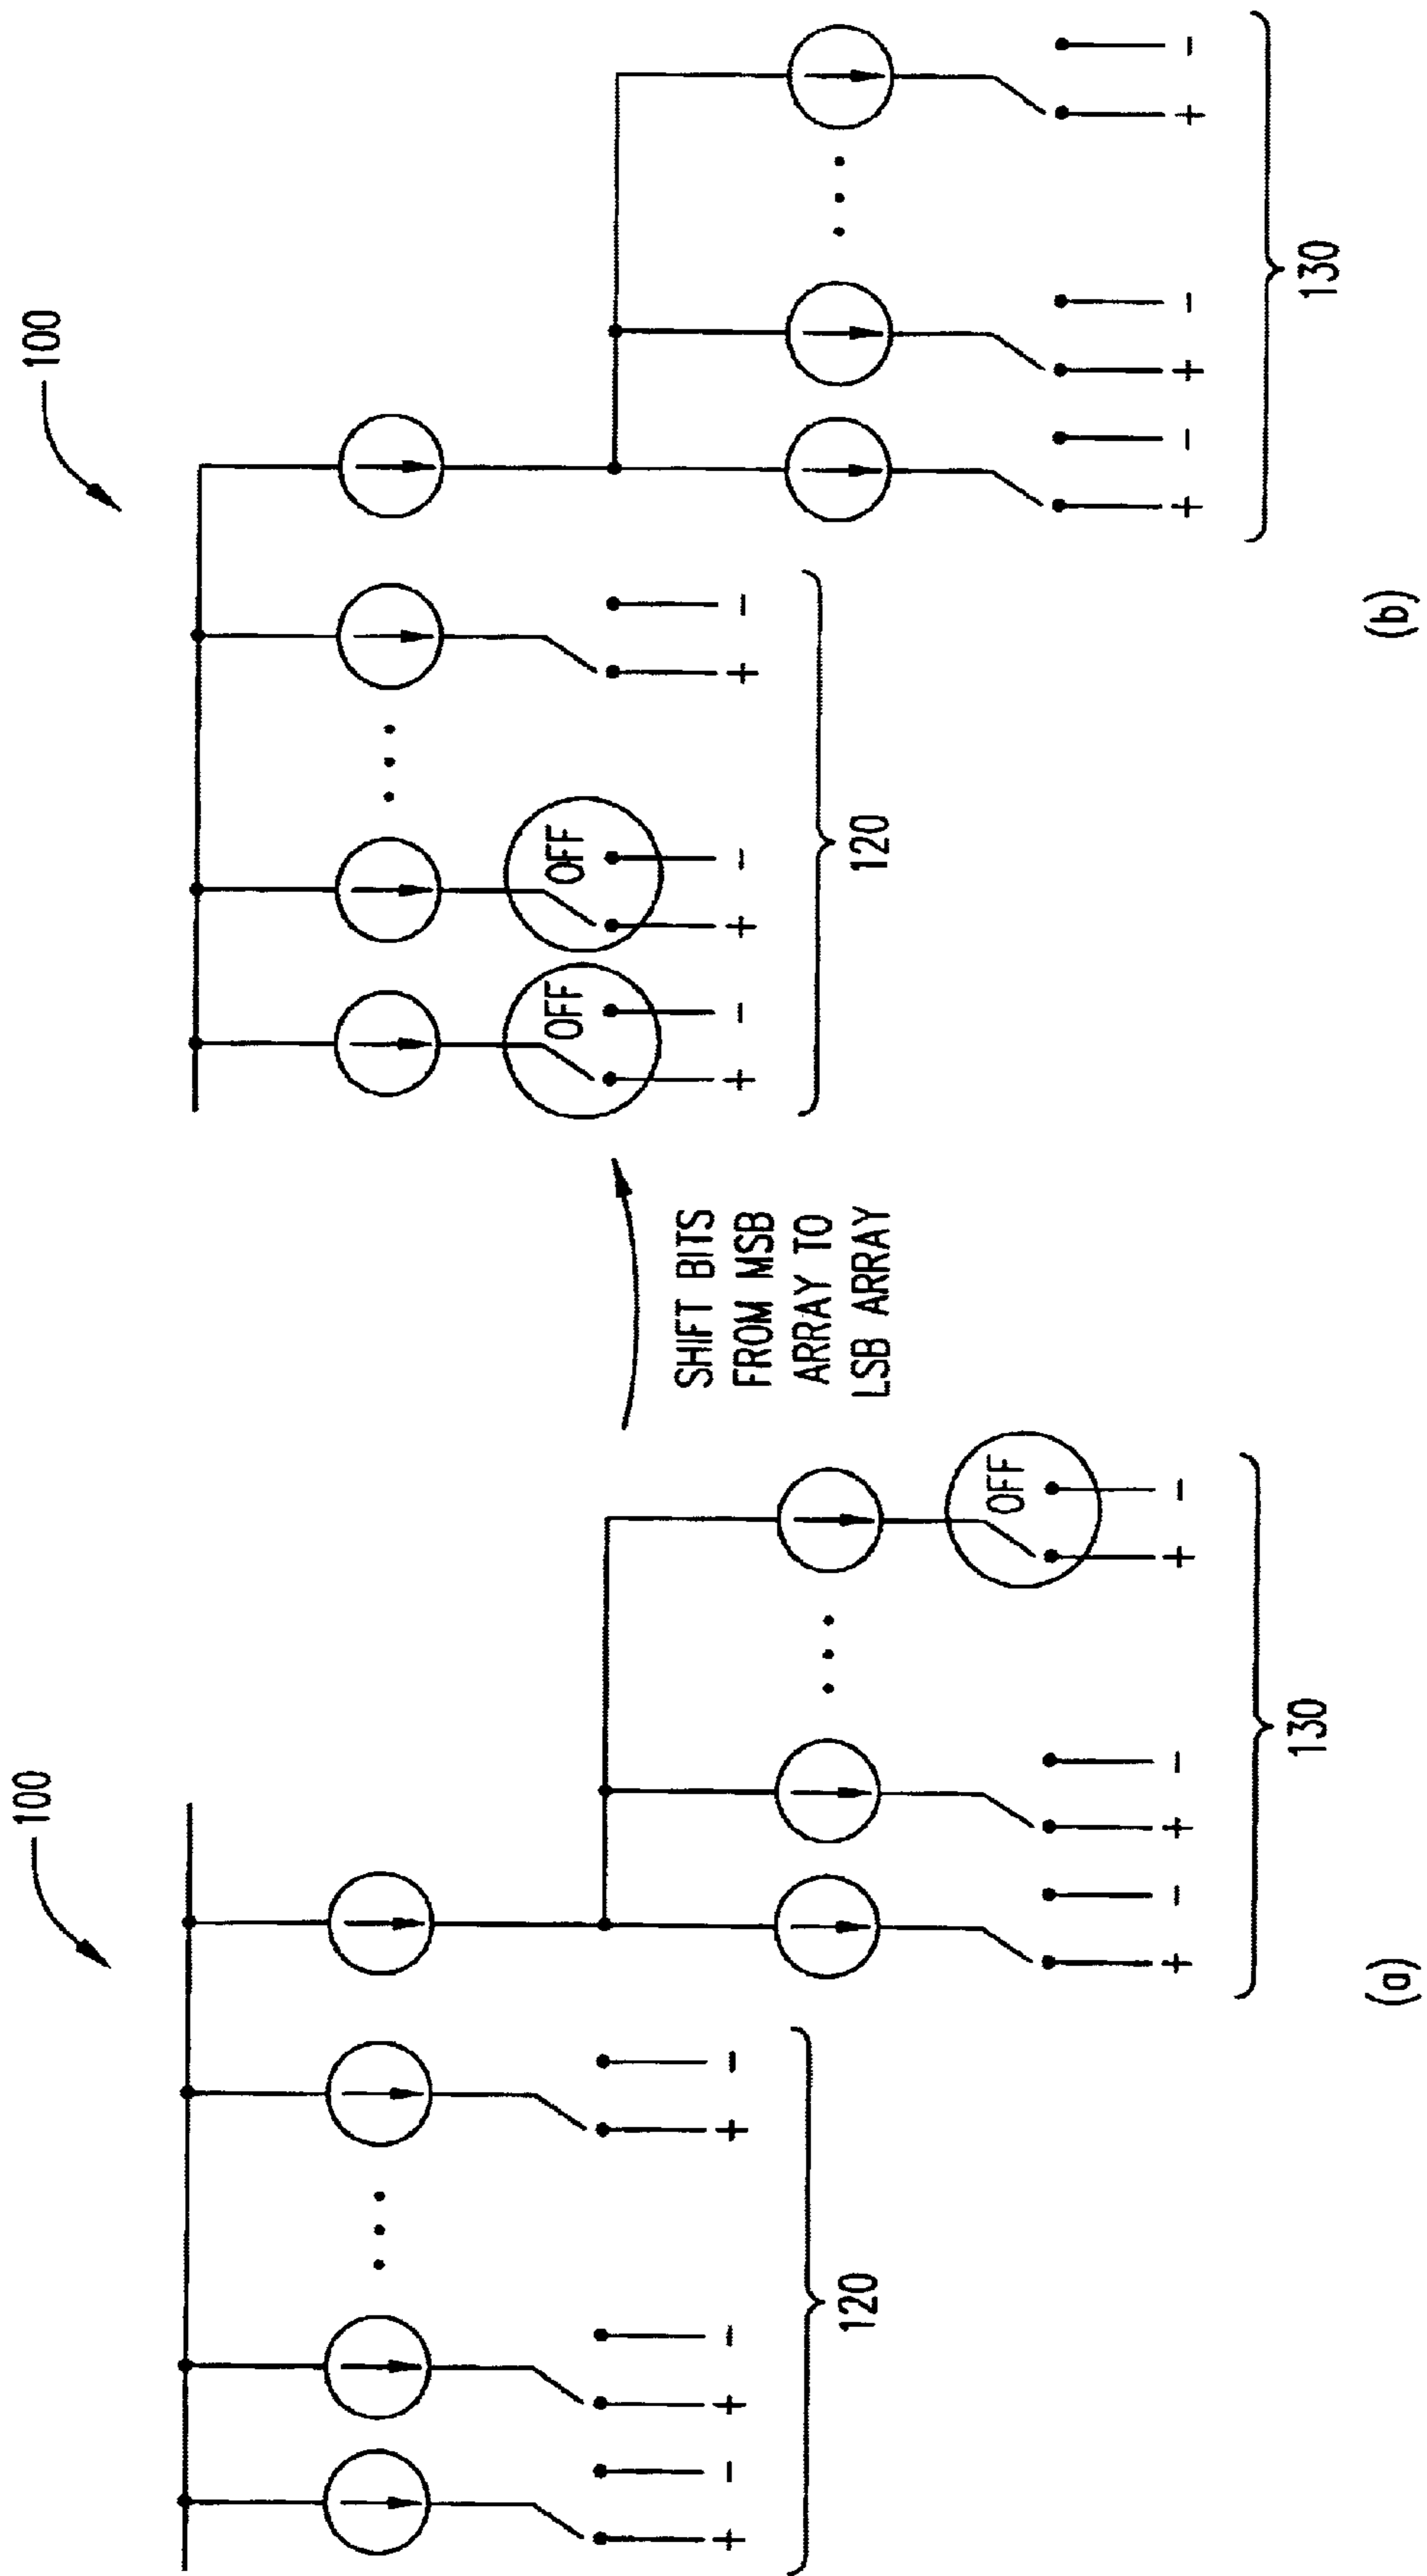 100
+ - + - + -
120
+ - + - OFF + -
130
(a)
SHIFT BITS
FROM MSB
ARRAY TO
LSB ARRAY
100
OFF OFF
+ - + - + -
120
+ - + - + -
130
(b)